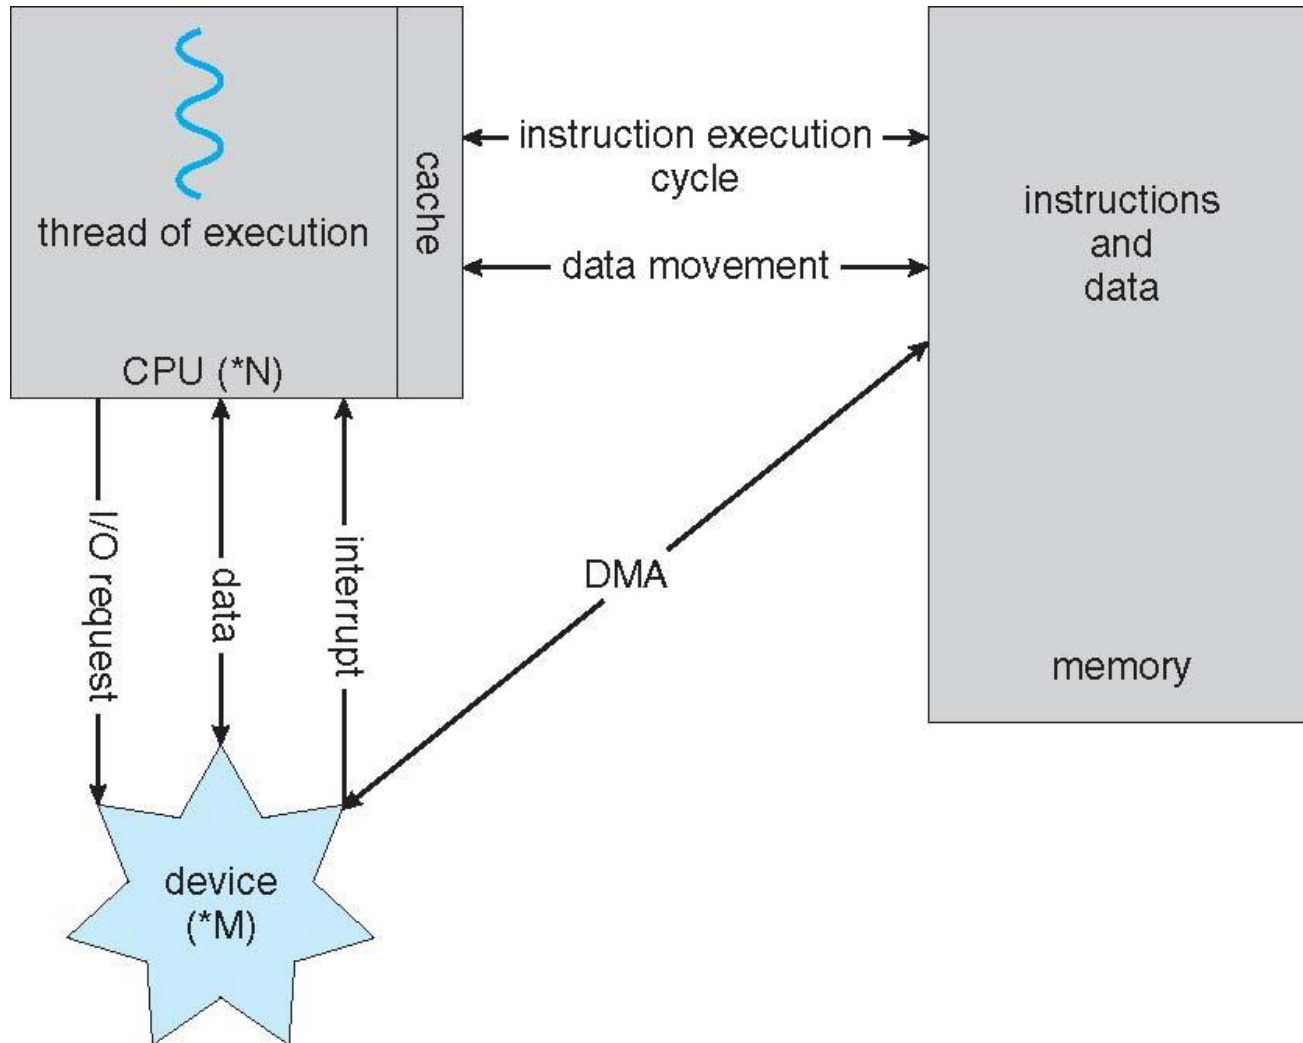 thread of execution
cache
CPU (*N)
instruction execution
cycle
data movement
instructions
and
data
memory
I/O request
data
interrupt
DMA
device
(*M)